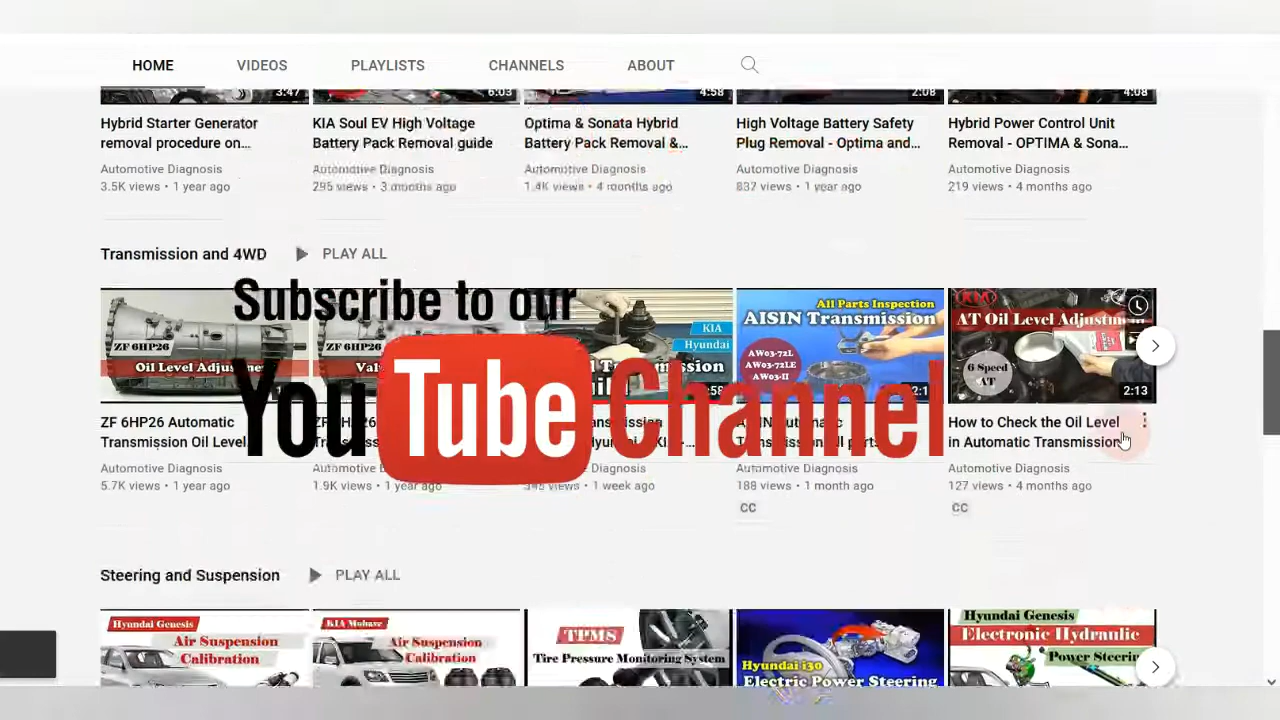 HOME VIDEOS PLAYLISTS CHANNELS ABOUT
3:47 6:03 4:58 2:08 4:08
Hybrid Starter Generator
removal procedure on...
Automotive Diagnosis
3.5K views • 1 year ago
KIA Soul EV High Voltage
Battery Pack Removal guide
Automotive Diagnosis
295 views • 3 months ago
Optima & Sonata Hybrid
Battery Pack Removal &...
Automotive Diagnosis
1.4K views • 4 months ago
High Voltage Battery Safety
Plug Removal - Optima and...
Automotive Diagnosis
837 views • 1 year ago
Hybrid Power Control Unit
Removal - OPTIMA & Sona...
Automotive Diagnosis
219 views • 4 months ago
Transmission and 4WD PLAY ALL
Subscribe to our
YouTube Channel
ZF 6HP26
ZF 6HP26
KIA
Hyundai
All Parts Inspection
AISIN Transmission
AW03-72L
AW03-72LE
AW03-II
KIA
AT Oil Level Adjustm
6 Speed
AT
2:13
ZF 6HP26 Automatic
Transmission Oil Level
Automotive Diagnosis
5.7K views • 1 year ago
1.9K views • 1 year ago
1 week ago
Automotive Diagnosis
188 views • 1 month ago
CC
How to Check the Oil Level
in Automatic Transmission
Automotive Diagnosis
127 views • 4 months ago
CC
Steering and Suspension PLAY ALL
Hyundai Genesis
Air Suspension
Calibration
KIA Mohave
Air Suspension
Calibration
TPMS
Tire Pressure Monitoring System
Hyundai i30
Electric Power Steering
Hyundai Genesis
Electronic Hydraulic
Power Steerin